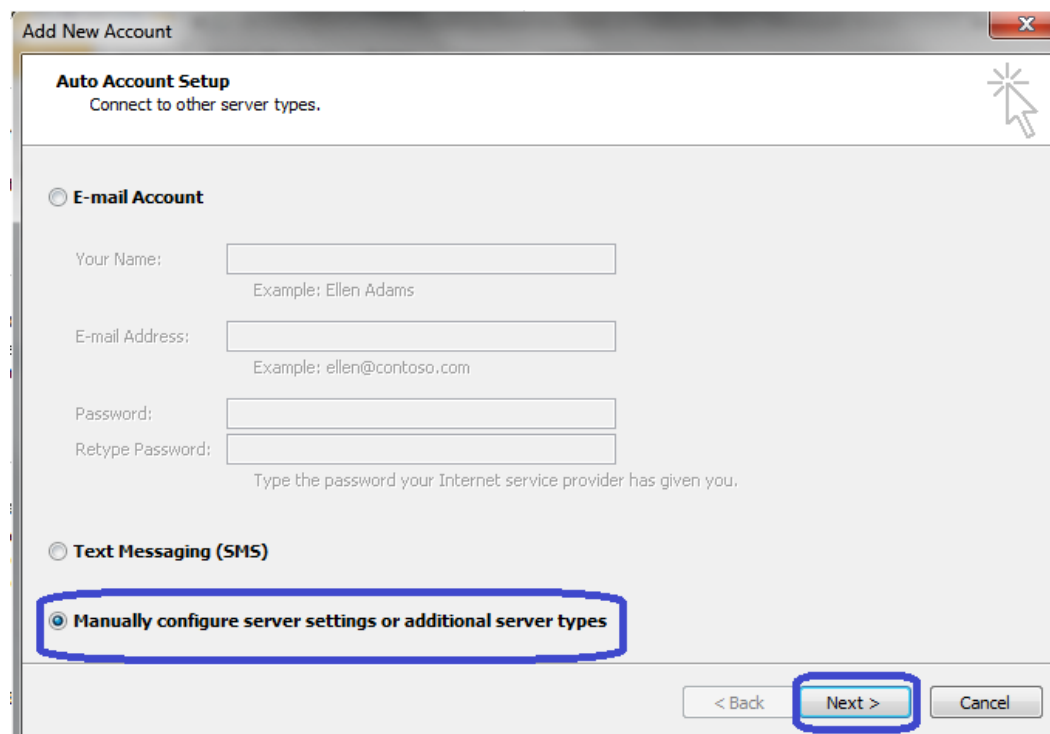 Add New Account
X
Auto Account Setup
Connect to other server types.
E-mail Account
Your Name:
Example: Ellen Adams
E-mail Address:
Example: ellen@contoso.com
Password:
Retype Password:
Type the password your Internet service provider has given you.
Text Messaging (SMS)
Manually configure server settings or additional server types
< Back Next > Cancel